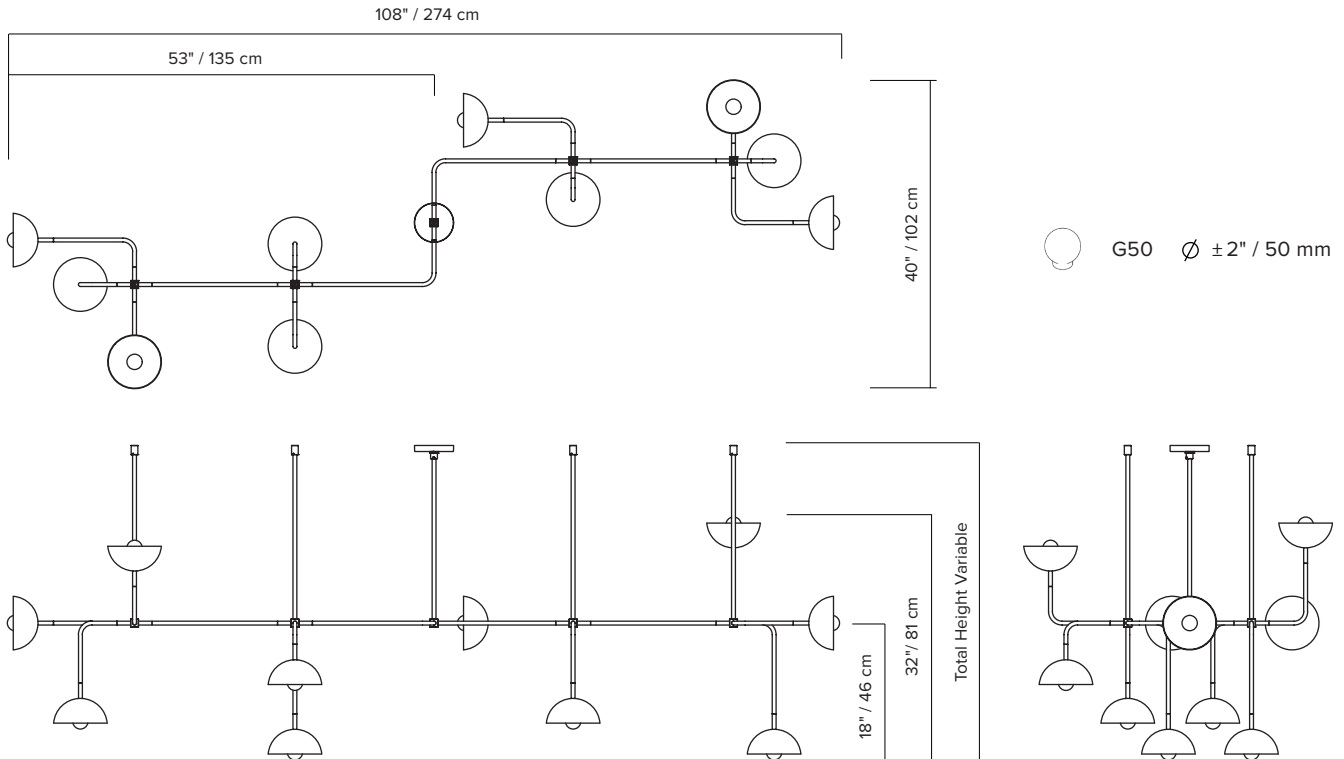 108" / 274 cm
53" / 135 cm
40" / 102 cm
G50 Ø ±2" / 50 mm
Total Height Variable
32"/ 81 cm
18" / 46 cm